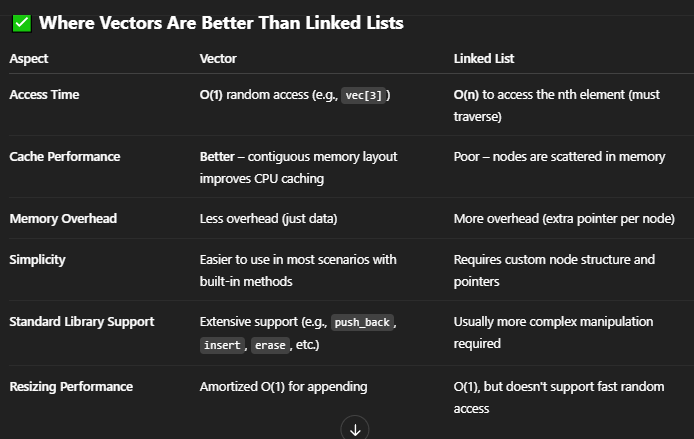 ✅ Where Vectors Are Better Than Linked Lists
Aspect Vector Linked List
Access Time O(1) random access (e.g., vec[3]) O(n) to access the nth element (must
traverse)
Cache Performance Better – contiguous memory layout Poor – nodes are scattered in memory
improves CPU caching
Memory Overhead Less overhead (just data) More overhead (extra pointer per node)
Simplicity Easier to use in most scenarios with Requires custom node structure and
built-in methods pointers
Standard Library Support Extensive support (e.g., push_back, Usually more complex manipulation
insert, erase, etc.) required
Resizing Performance Amortized O(1) for appending O(1), but doesn't support fast random
access